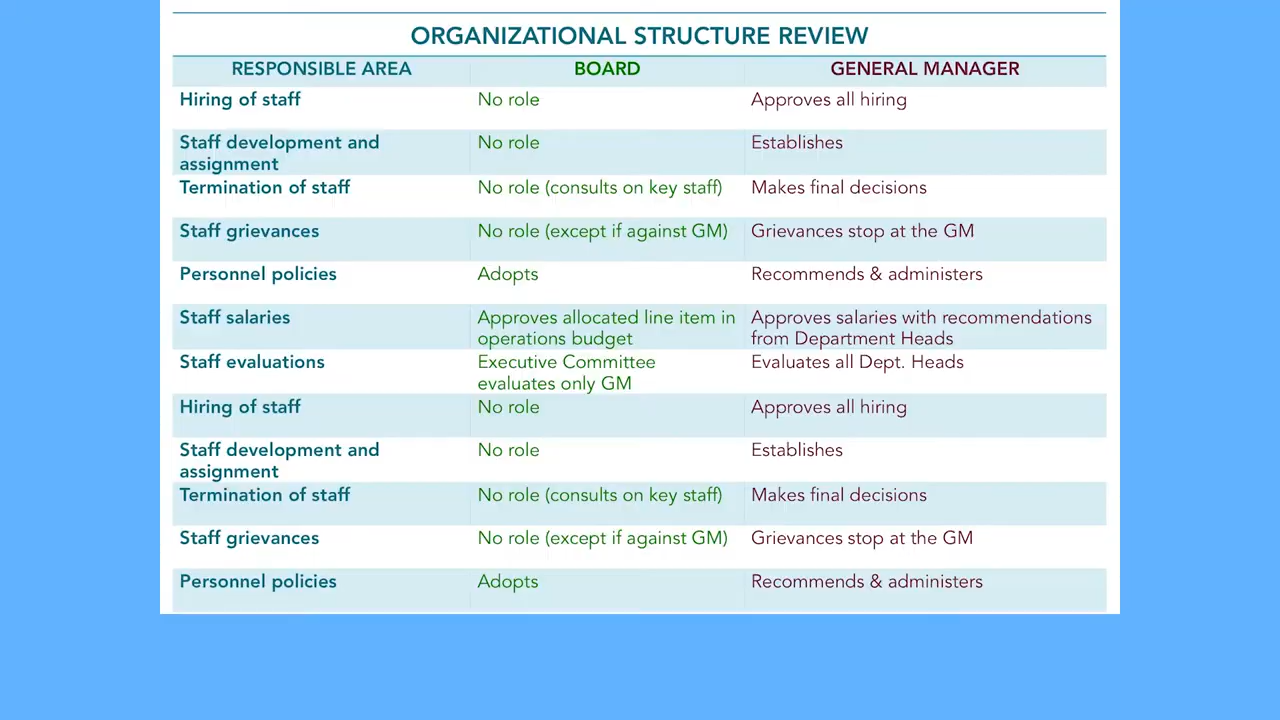 ORGANIZATIONAL STRUCTURE REVIEW
RESPONSIBLE AREA BOARD GENERAL MANAGER
Hiring of staff No role Approves all hiring
Staff development and No role Establishes
assignment
Termination of staff No role (consults on key staff) Makes final decisions
Staff grievances No role (except if against GM) Grievances stop at the GM
Personnel policies Adopts Recommends & administers
Staff salaries Approves allocated line item in Approves salaries with recommendations
operations budget from Department Heads
Staff evaluations Executive Committee Evaluates all Dept. Heads
evaluates only GM
Hiring of staff No role Approves all hiring
Staff development and No role Establishes
assignment
Termination of staff No role (consults on key staff) Makes final decisions
Staff grievances No role (except if against GM) Grievances stop at the GM
Personnel policies Adopts Recommends & administers